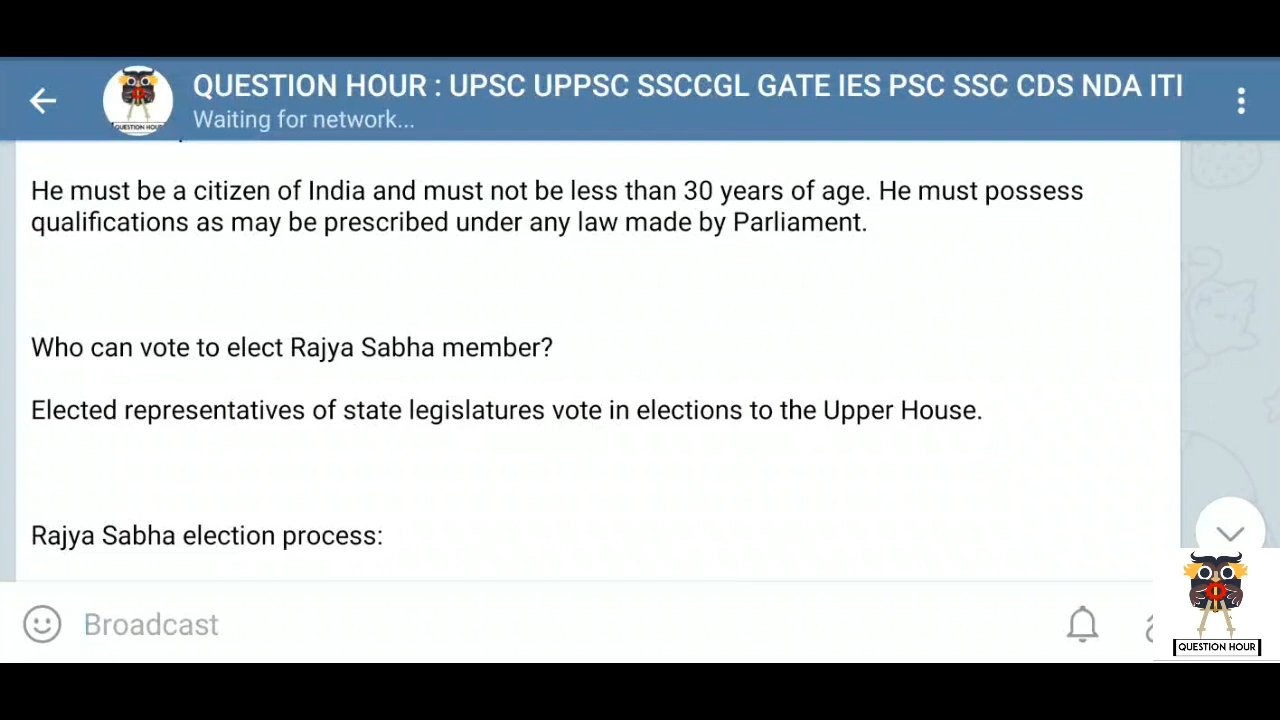 QUESTION HOUR : UPSC UPPSC SSCCGL GATE IES PSC SSC CDS NDA ITI
Waiting for network...
QUESTION HOUR
He must be a citizen of India and must not be less than 30 years of age. He must possess
qualifications as may be prescribed under any law made by Parliament.
Who can vote to elect Rajya Sabha member?
Elected representatives of state legislatures vote in elections to the Upper House.
Rajya Sabha election process:
Broadcast
QUESTION HOUR